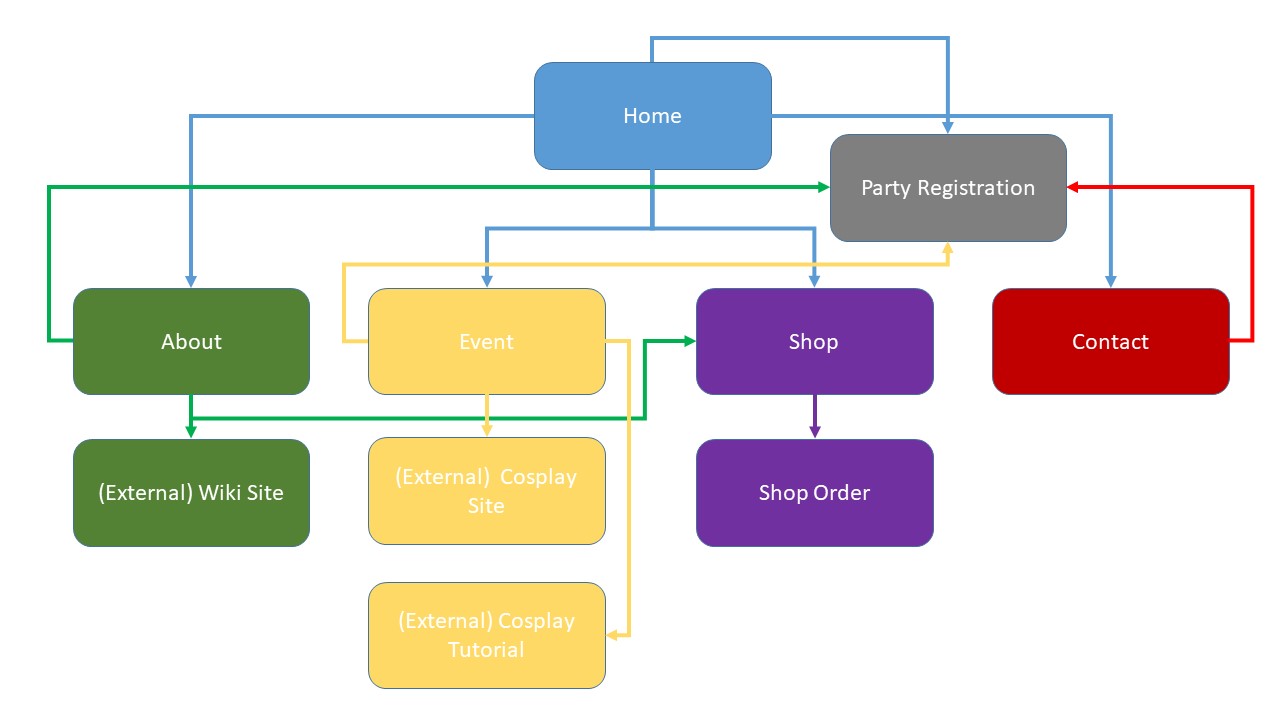 Home
Party Registration
About
Event
Shop
Contact
(External) Wiki Site
(External)  Cosplay
Site
Shop Order
(External) Cosplay
Tutorial